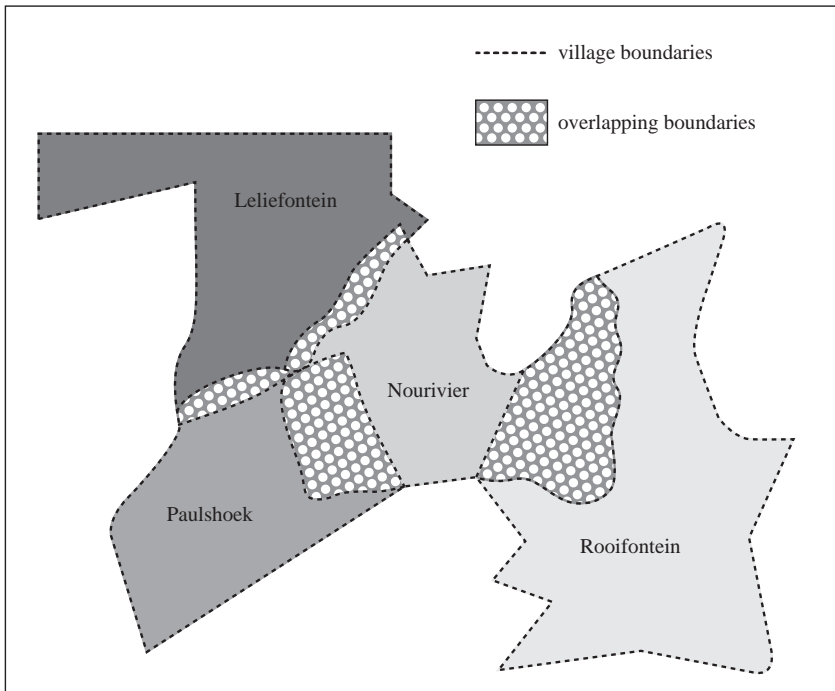 village boundaries
overlapping boundaries
Leliefontein
Nourivier
Paulshoek
Rooifontein